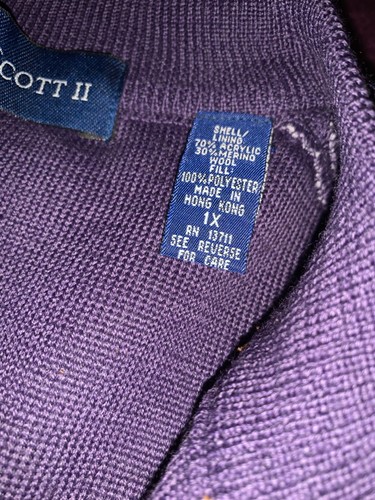 COTT II
SHELL/
LINING:
70% ACRYLIC
30% MERINO
WOOL
FILL:
100% POLYESTER
MADE IN
HONG KONG
1X
RN 13711
SEE REVERSE
FOR CARE